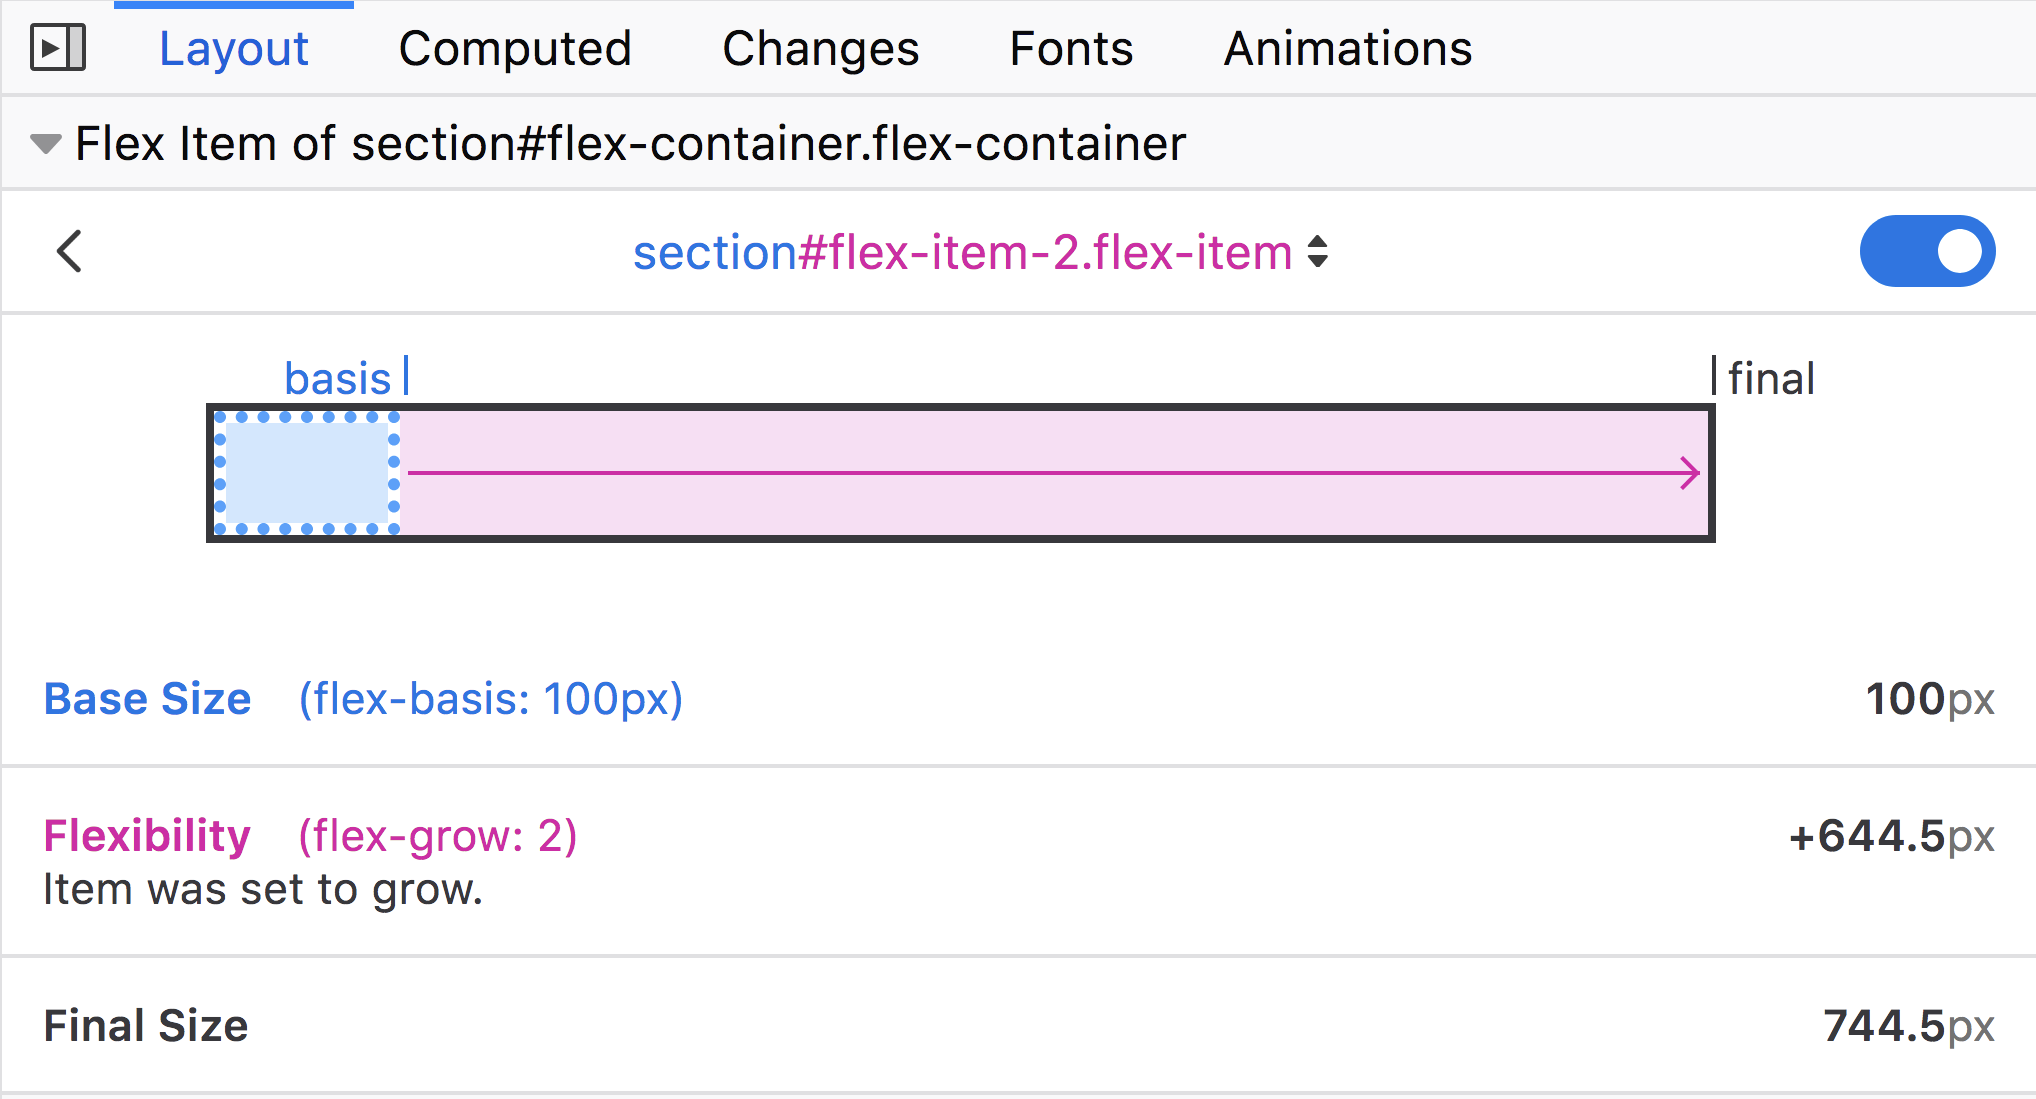 Layout Computed Changes Fonts Animations
Flex Item of section#flex-container.flex-container
section#flex-item-2.flex-item
basis final
Base Size (flex-basis: 100px) 100px
Flexibility (flex-grow: 2) +644.5px
Item was set to grow.
Final Size 744.5px